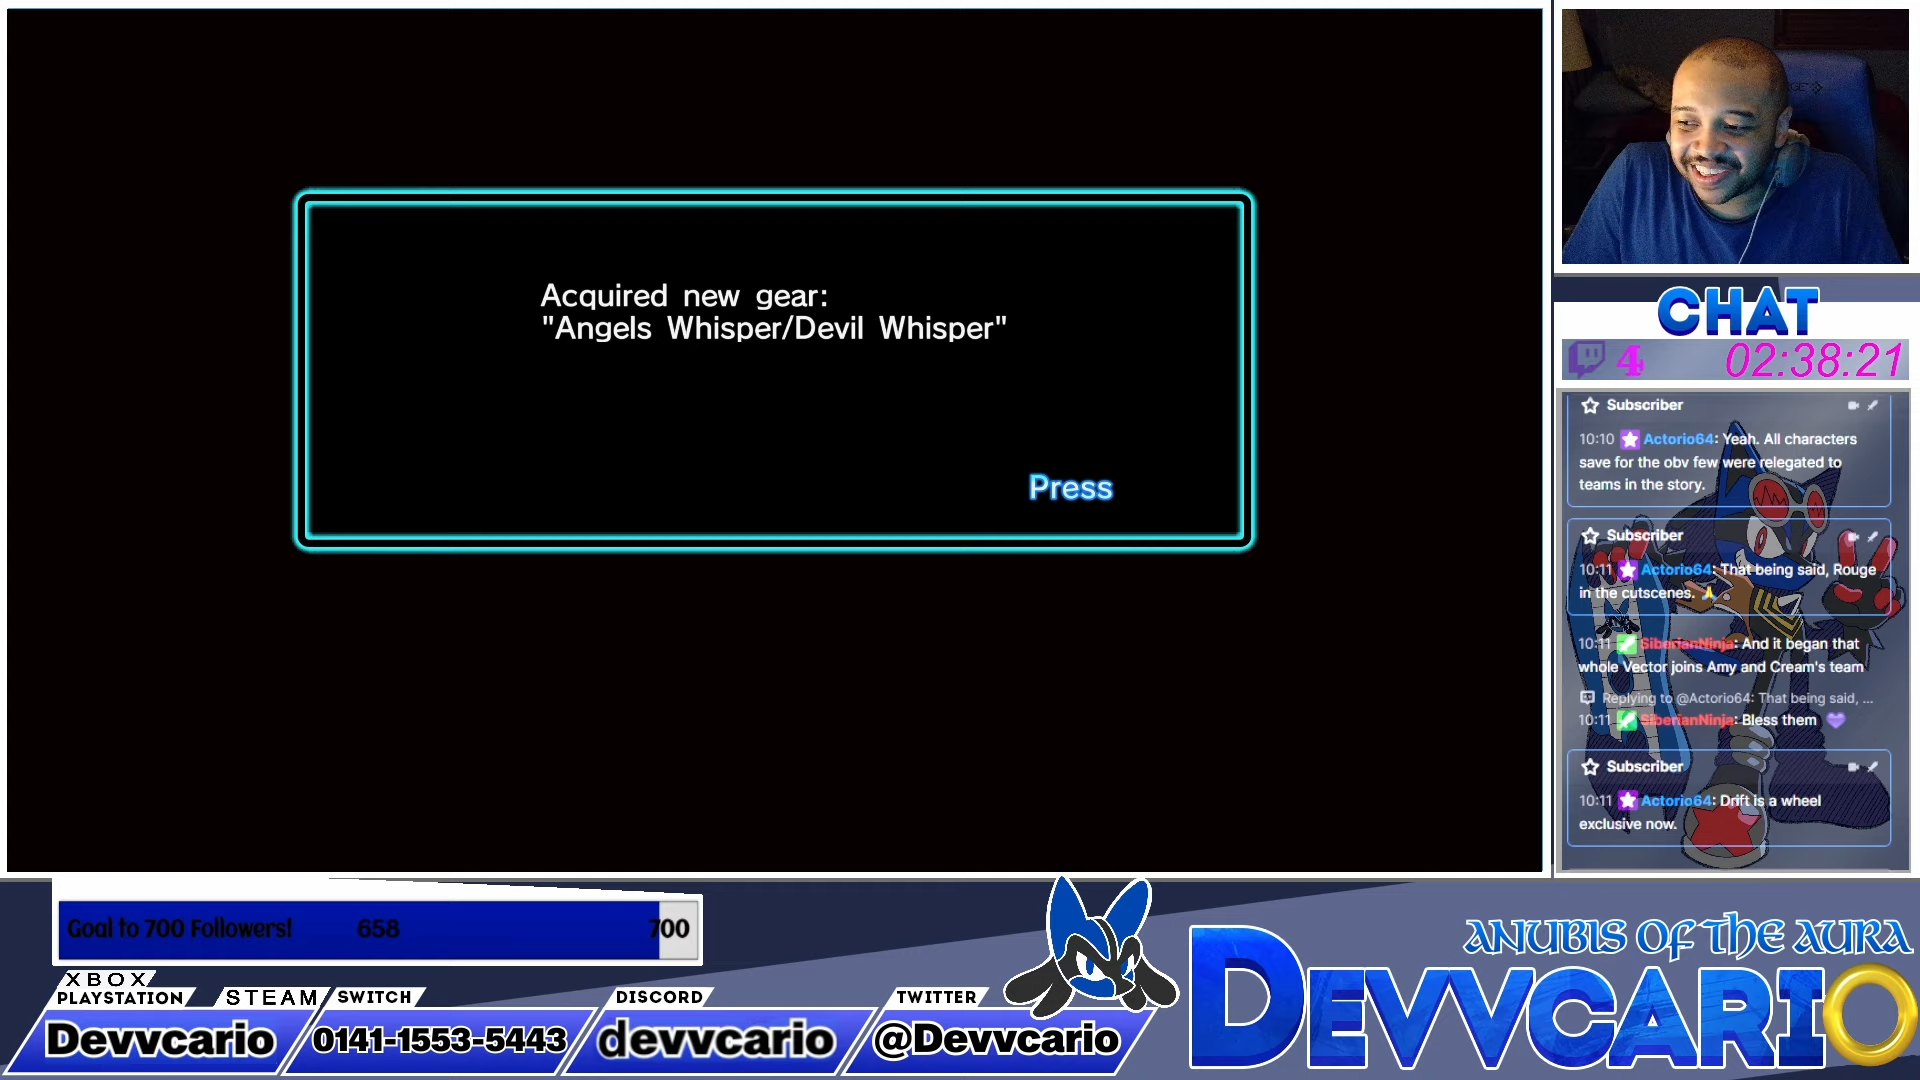 Acquired new gear:
"Angels Whisper/Devil Whisper"
Press
CHAT
4 02:38:21
Subscriber
10:10 Actorio64: Yeah. All characters
save for the obv few were relegated to
teams in the story.
Subscriber
10:11 Actorio64: That being said, Rouge
in the cutscenes. 🙏
10:11 SiberianNinja: And it began that
whole Vector joins Amy and Cream's team
Replying to @Actorio64: That being said, ...
10:11 SiberianNinja: Bless them 💜
Subscriber
10:11 Actorio64: Drift is a wheel
exclusive now.
Goal to 700 Followers! 658 700
XBOX
PLAYSTATION STEAM
Devvcario
SWITCH
0141-1553-5443
DISCORD
devvcario
TWITTER
@Devvcario
ANUBIS OF THE AURA
DEVVCARIO